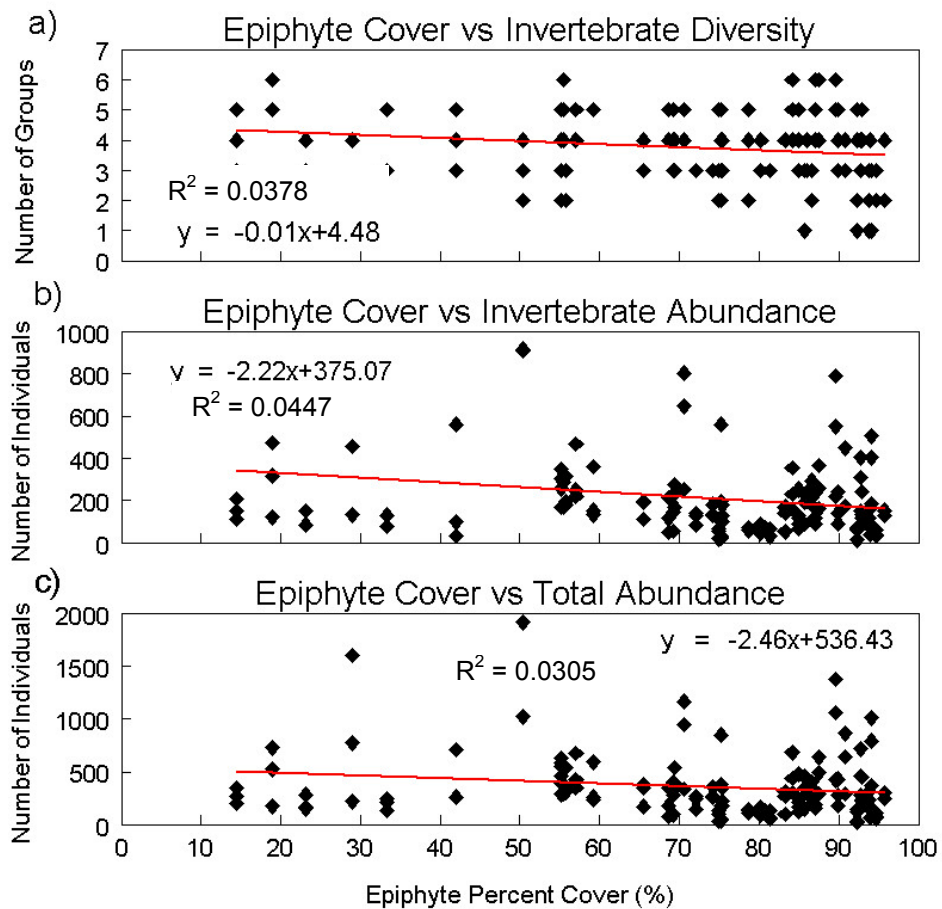 a)
Epiphyte Cover vs Invertebrate Diversity
Number of Groups
7
6
5
4
3
2
1
0
R² = 0.0378
y = -0.01x+4.48
b)
Epiphyte Cover vs Invertebrate Abundance
Number of Individuals
1000
800
600
400
200
0
y = -2.22x+375.07
R² = 0.0447
c)
Epiphyte Cover vs Total Abundance
Number of Individuals
2000
1500
1000
500
0
y = -2.46x+536.43
R² = 0.0305
0 10 20 30 40 50 60 70 80 90 100
Epiphyte Percent Cover (%)